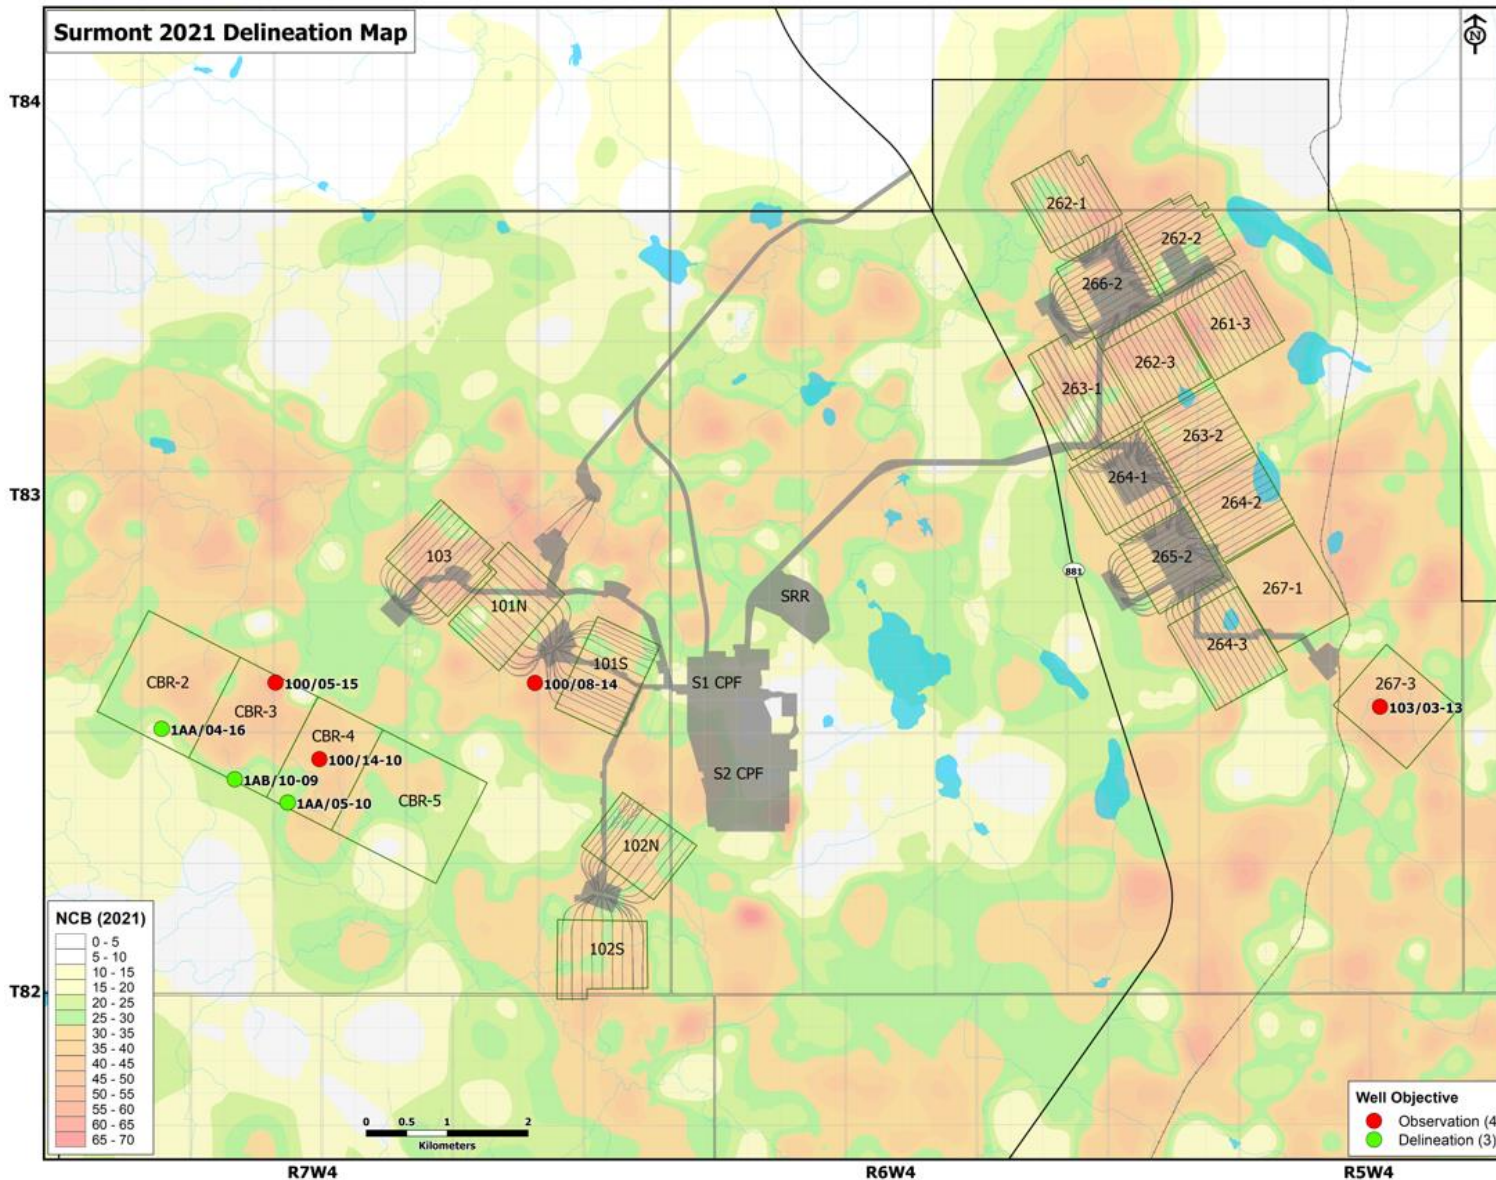 Surmont 2021 Delineation Map
N
T84
262-1
262-2
266-2
261-3
262-3
263-1
263-2
T83
264-1
264-2
103
265-2
881
267-1
101N
SRR
101S
264-3
CBR-2
100/05-15
100/08-14
S1 CPF
267-3
CBR-3
103/03-13
1AA/04-16
CBR-4
100/14-10
S2 CPF
1AB/10-09
CBR-5
1AA/05-10
102N
102S
NCB (2021)
0 - 5
5 - 10
10 - 15
15 - 20
20 - 25
25 - 30
30 - 35
35 - 40
40 - 45
45 - 50
50 - 55
55 - 60
60 - 65
65 - 70
T82
0 0.5 1 2
Kilometers
Well Objective
Observation (4
Delineation (3)
R7W4
R6W4
R5W4